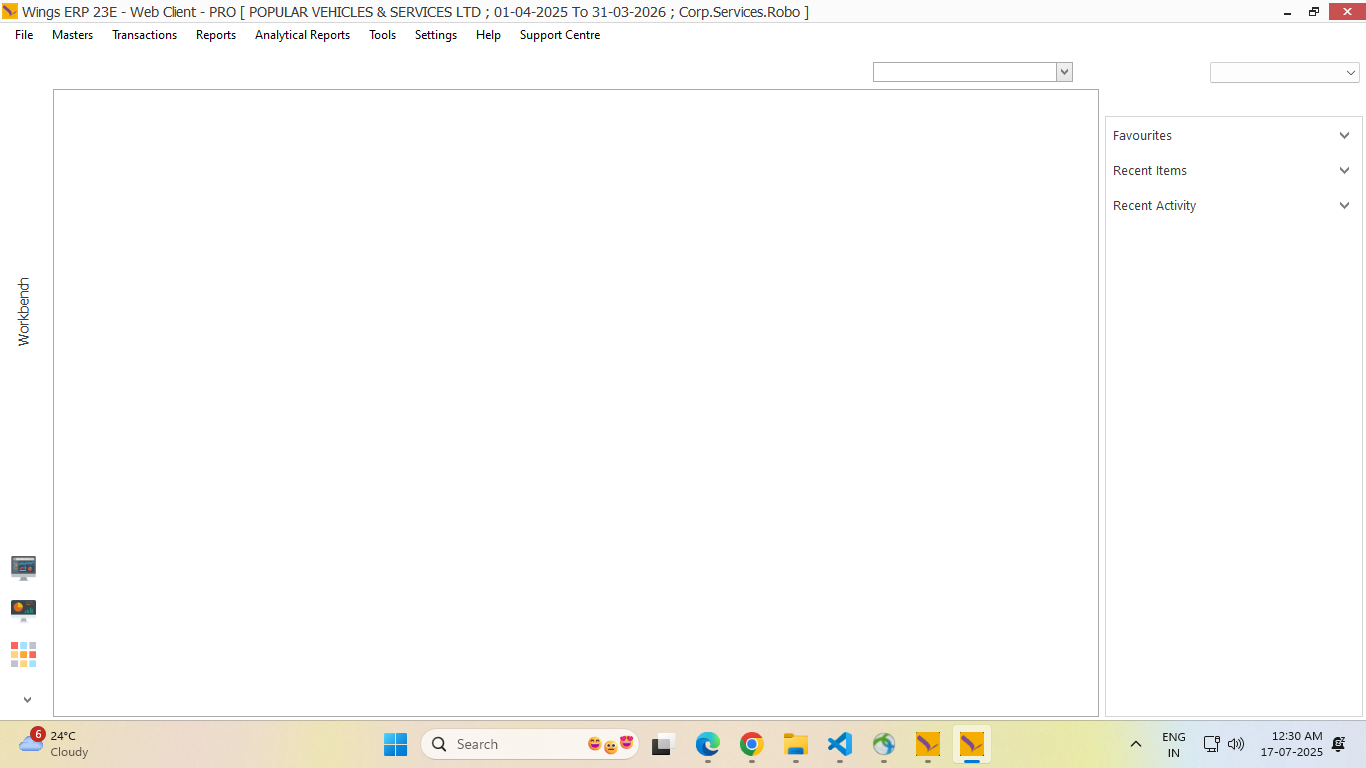 Wings ERP 23E - Web Client - PRO [ POPULAR VEHICLES & SERVICES LTD ; 01-04-2025 To 31-03-2026 ; Corp.Services.Robo ]
File Masters Transactions Reports Analytical Reports Tools Settings Help Support Centre
Favourites
Recent Items
Recent Activity
Workbench
6
24°C
Cloudy
Search
ENG
IN
12:30 AM
17-07-2025